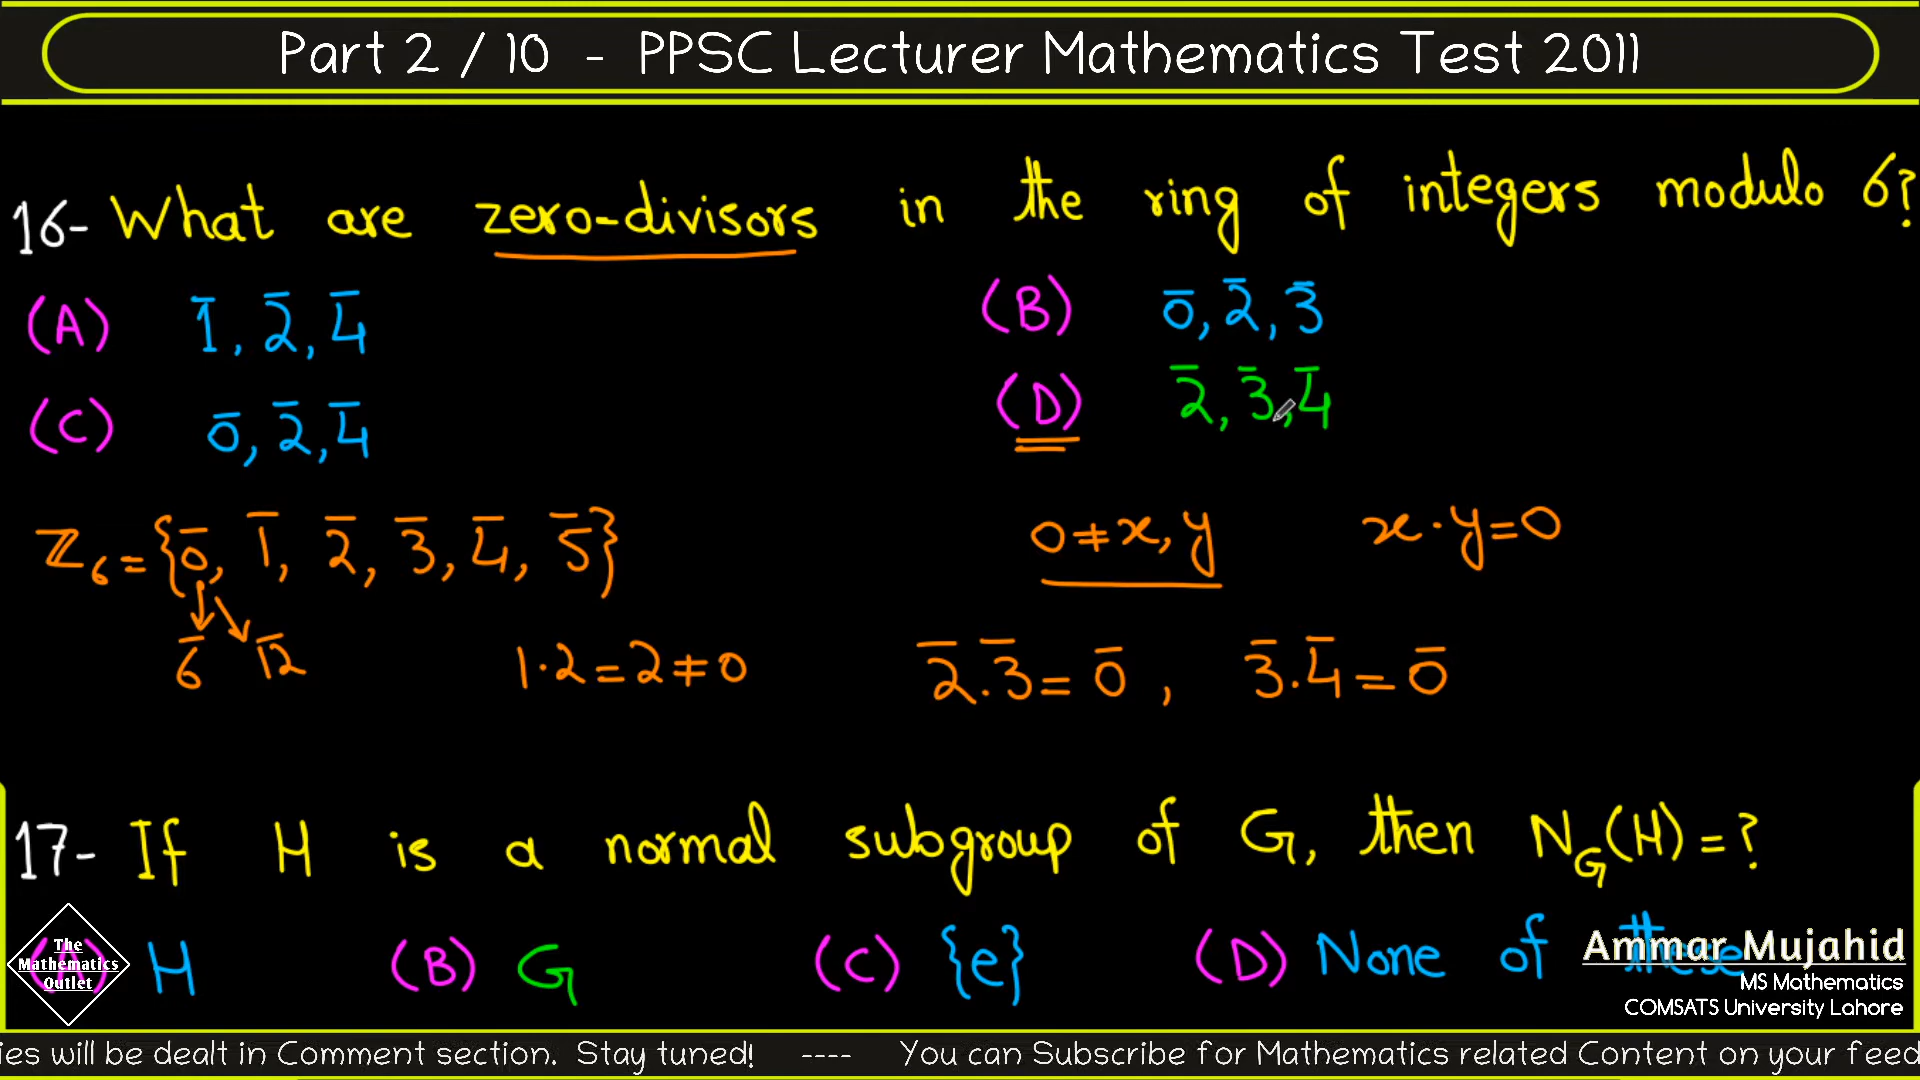 Part 2 / 10 - PPSC Lecturer Mathematics Test 2011
16- What are zero-divisors in the ring of integers modulo 6?
(A) 1̄, 2̄, 4̄ (B) 0̄, 2̄, 3̄
(C) 0̄, 2̄, 4̄ (D) 2̄, 3̄, 4̄
ℤ₆ = {0̄, 1̄, 2̄, 3̄, 4̄, 5̄} 0 ≠ x, y x · y = 0
6̄ 1̄2̄ 1 · 2 = 2 ≠ 0 2̄ . 3̄ = 0̄ , 3̄ . 4̄ = 0̄
17- If H is a normal subgroup of G, then N_G(H) = ?
(A) H (B) G (C) {e} (D) None of these
The
Mathematics
Outlet
Ammar Mujahid
MS Mathematics
COMSATS University Lahore
ies will be dealt in Comment section. Stay tuned! ---- You can Subscribe for Mathematics related Content on your feed